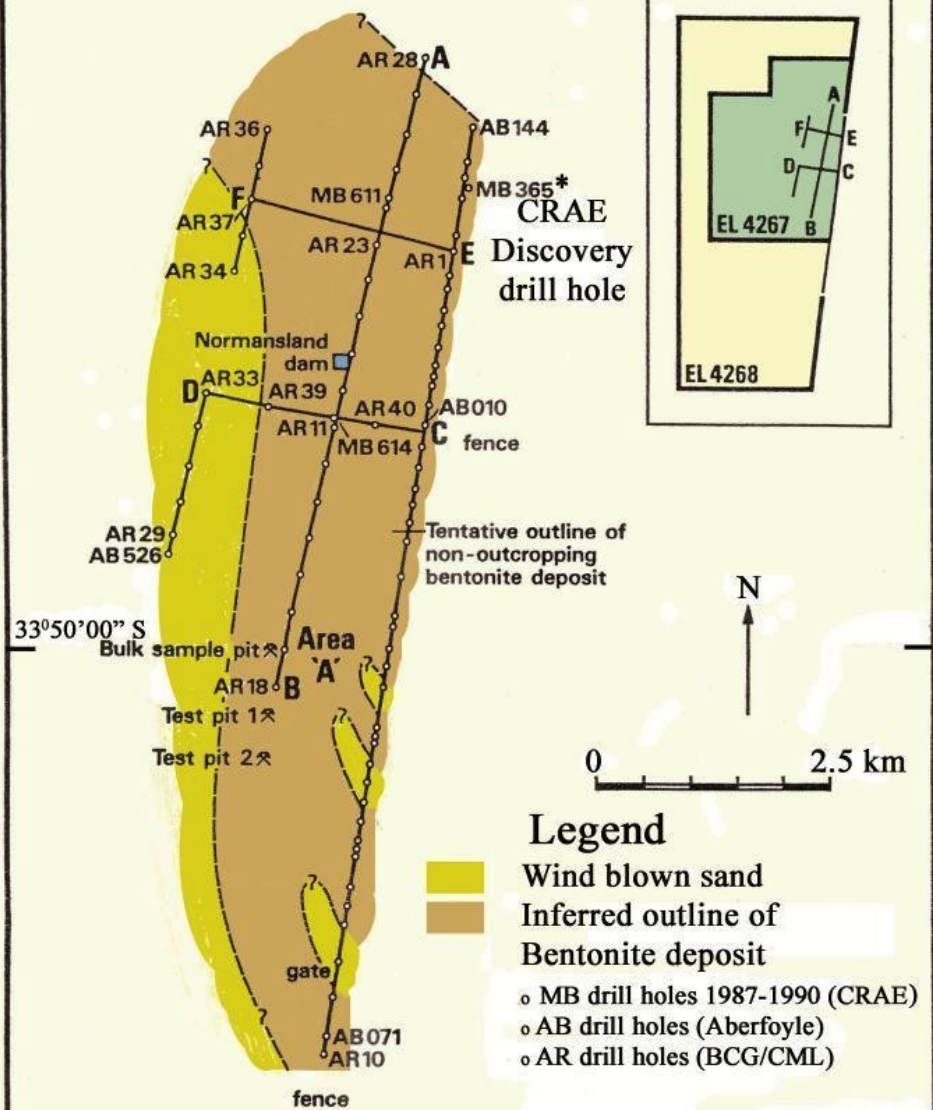 ?
AR 28 A
AR 36
AB 144
?
MB 365*
F
MB 611
CRAE
AR 37
Discovery
AR 23
AR 1 E
drill hole
AR 34
Normansland
dam
D AR 33
AR 39
AR 40
AB 010
AR 11
C
fence
MB 614
AR 29
AB 526
Tentative outline of
non-outcropping
bentonite deposit
N
33°50'00" S
Bulk sample pit
Area
'A'
?
AR 18 B
Test pit 1
?
Test pit 2
0 2.5 km
?
gate
?
AB 071
AR 10
fence
A
F
E
D
C
B
EL 4267
EL 4268
Legend
Wind blown sand
Inferred outline of
Bentonite deposit
o MB drill holes 1987-1990 (CRAE)
o AB drill holes (Aberfoyle)
o AR drill holes (BCG/CML)